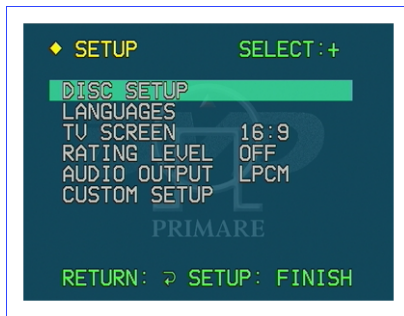 ◆ SETUP SELECT:+
DISC SETUP
LANGUAGES
TV SCREEN 16:9
RATING LEVEL OFF
AUDIO OUTPUT LPCM
CUSTOM SETUP
PRIMARE
RETURN: ⊋ SETUP: FINISH